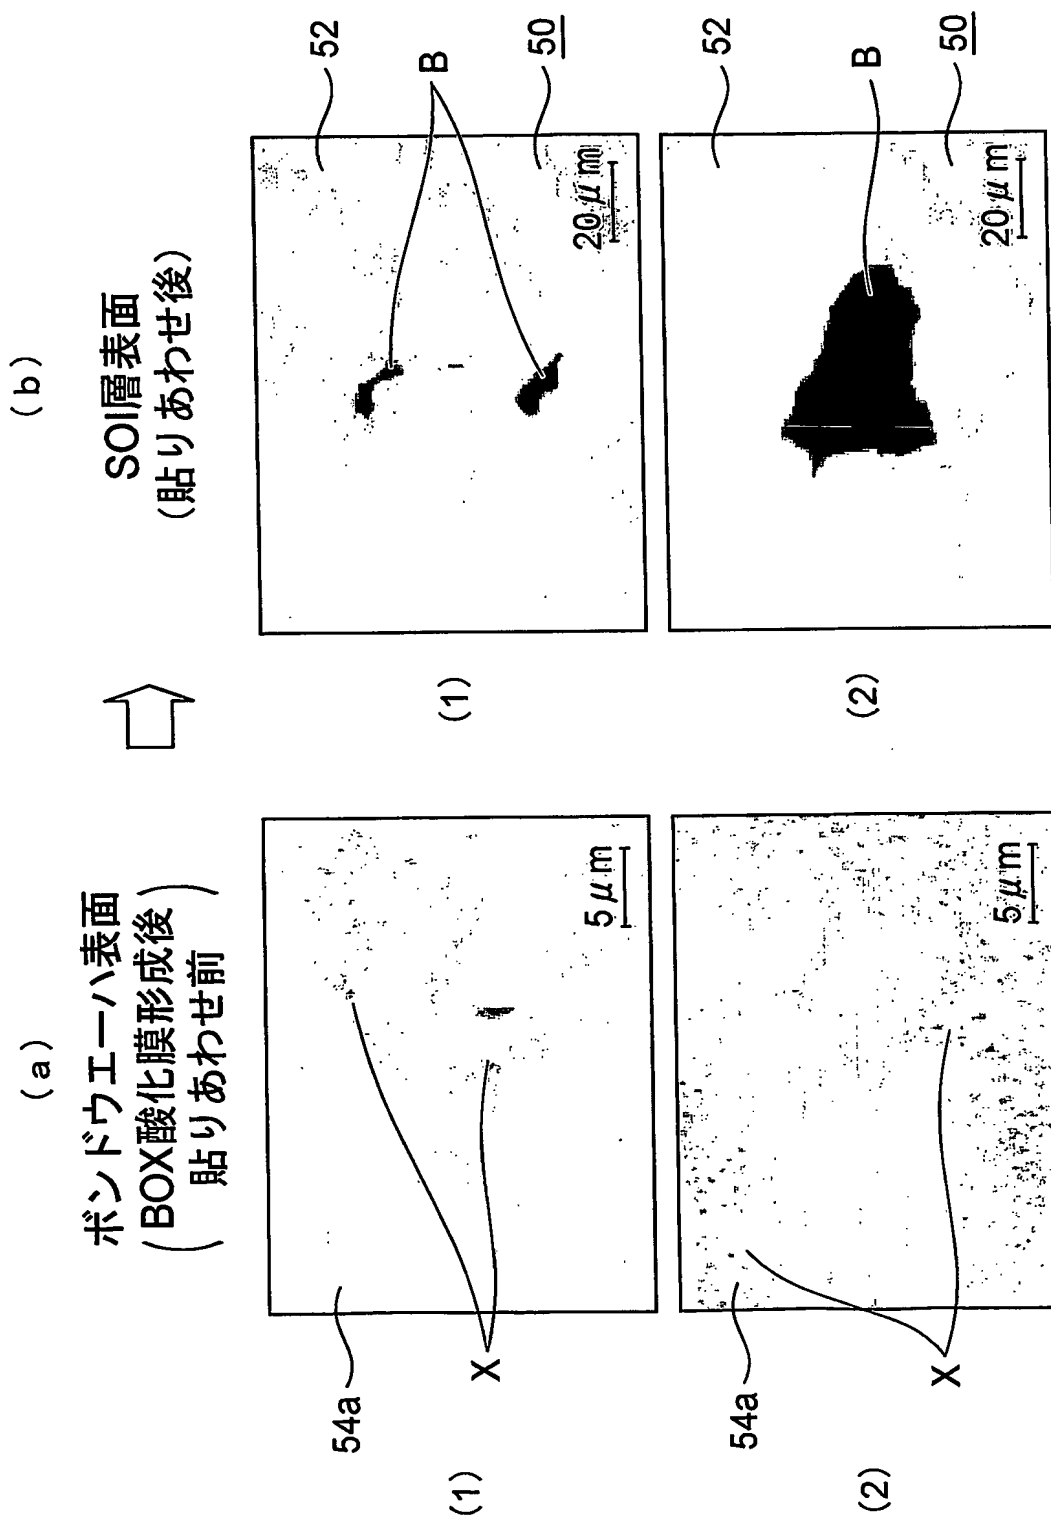 (a)
ボンドウエーハ表面
(BOX酸化膜形成後
貼りあわせ前)
(1)
54a
X
5μm
(2)
54a
X
5μm
(b)
SOI層表面
(貼りあわせ後)
(1)
52
B
50
20μm
(2)
52
B
50
20μm